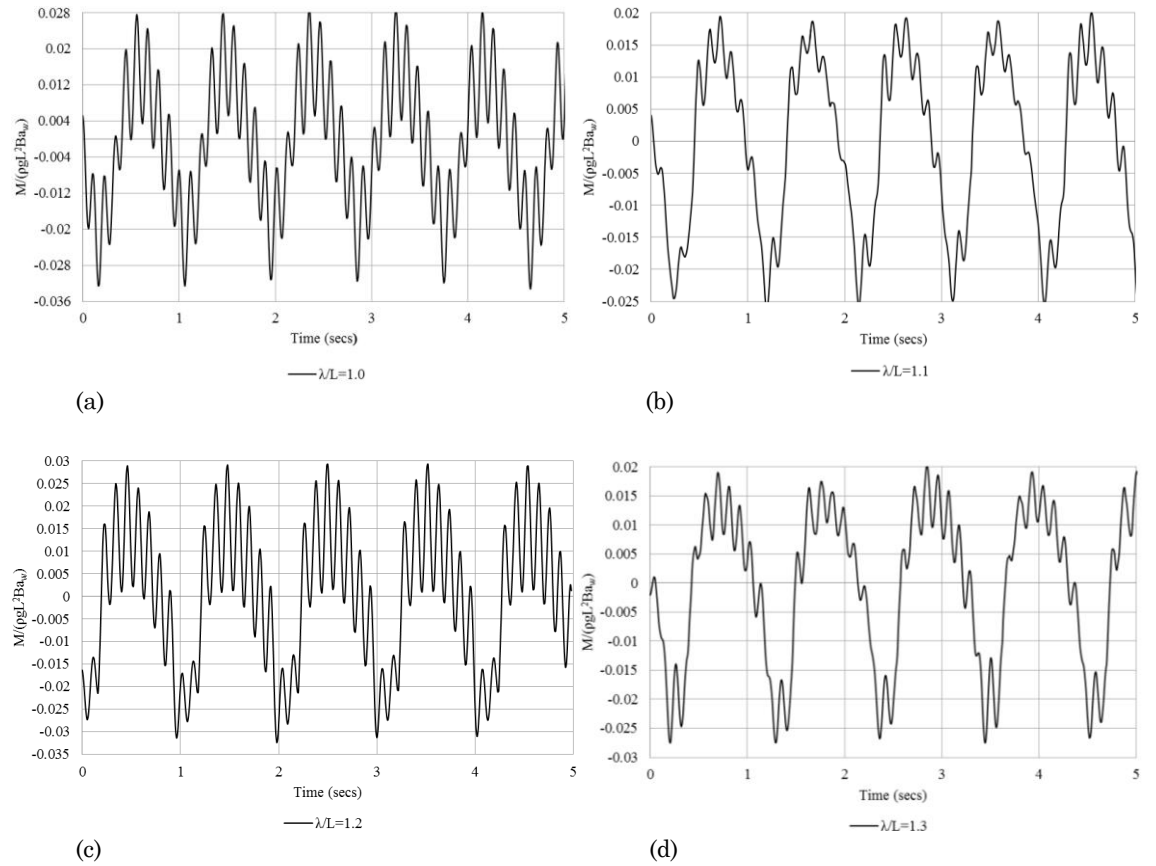 0.028
0.02
0.012
0.004
-0.004
-0.012
-0.02
-0.028
-0.036
M/(ρgL²Ba𝑤)
0 1 2 3 4 5
Time (secs)
λ/L=1.0
(a)
0.02
0.015
0.01
0.005
0
-0.005
-0.01
-0.015
-0.02
-0.025
M/(ρgL²Ba𝑤)
0 1 2 3 4 5
Time (secs)
λ/L=1.1
(b)
0.03
0.025
0.02
0.015
0.01
0.005
0
-0.005
-0.01
-0.015
-0.02
-0.025
-0.03
-0.035
M/(ρgL²Ba𝑤)
0 1 2 3 4 5
Time (secs)
λ/L=1.2
(c)
0.02
0.015
0.01
0.005
0
-0.005
-0.01
-0.015
-0.02
-0.025
-0.03
M/(ρgL²Ba𝑤)
0 1 2 3 4 5
Time (secs)
λ/L=1.3
(d)